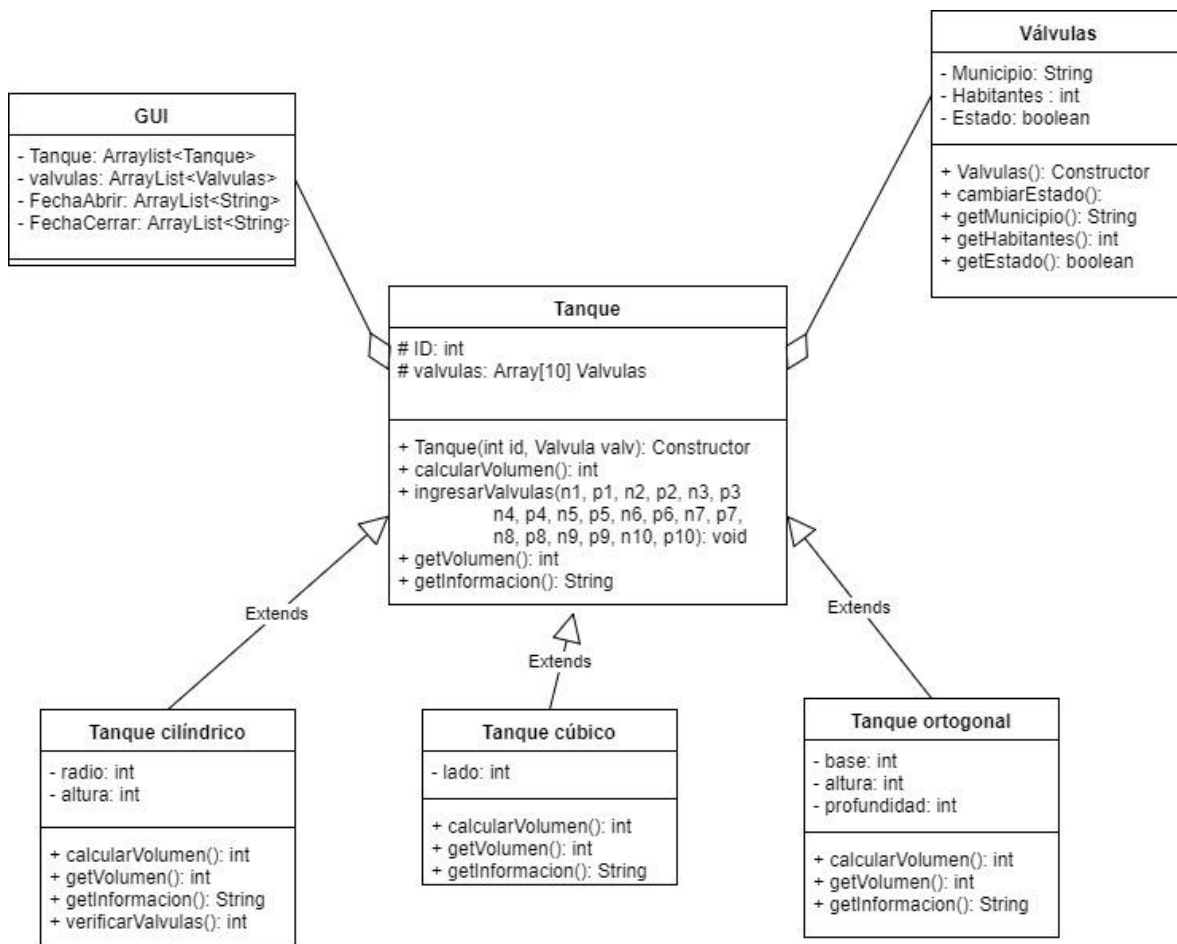 GUI
- Tanque: Arraylist<Tanque>
- valvulas: ArrayList<Valvulas>
- FechaAbrir: ArrayList<String>
- FechaCerrar: ArrayList<String>
Válvulas
- Municipio: String
- Habitantes : int
- Estado: boolean
+ Valvulas(): Constructor
+ cambiarEstado():
+ getMunicipio(): String
+ getHabitantes(): int
+ getEstado(): boolean
Tanque
# ID: int
# valvulas: Array[10] Valvulas
+ Tanque(int id, Valvula valv): Constructor
+ calcularVolumen(): int
+ ingresarValvulas(n1, p1, n2, p2, n3, p3
n4, p4, n5, p5, n6, p6, n7, p7,
n8, p8, n9, p9, n10, p10): void
+ getVolumen(): int
+ getInformacion(): String
Extends
Extends
Extends
Tanque cilíndrico
- radio: int
- altura: int
+ calcularVolumen(): int
+ getVolumen(): int
+ getInformacion(): String
+ verificarValvulas(): int
Tanque cúbico
- lado: int
+ calcularVolumen(): int
+ getVolumen(): int
+ getInformacion(): String
Tanque ortogonal
- base: int
- altura: int
- profundidad: int
+ calcularVolumen(): int
+ getVolumen(): int
+ getInformacion(): String